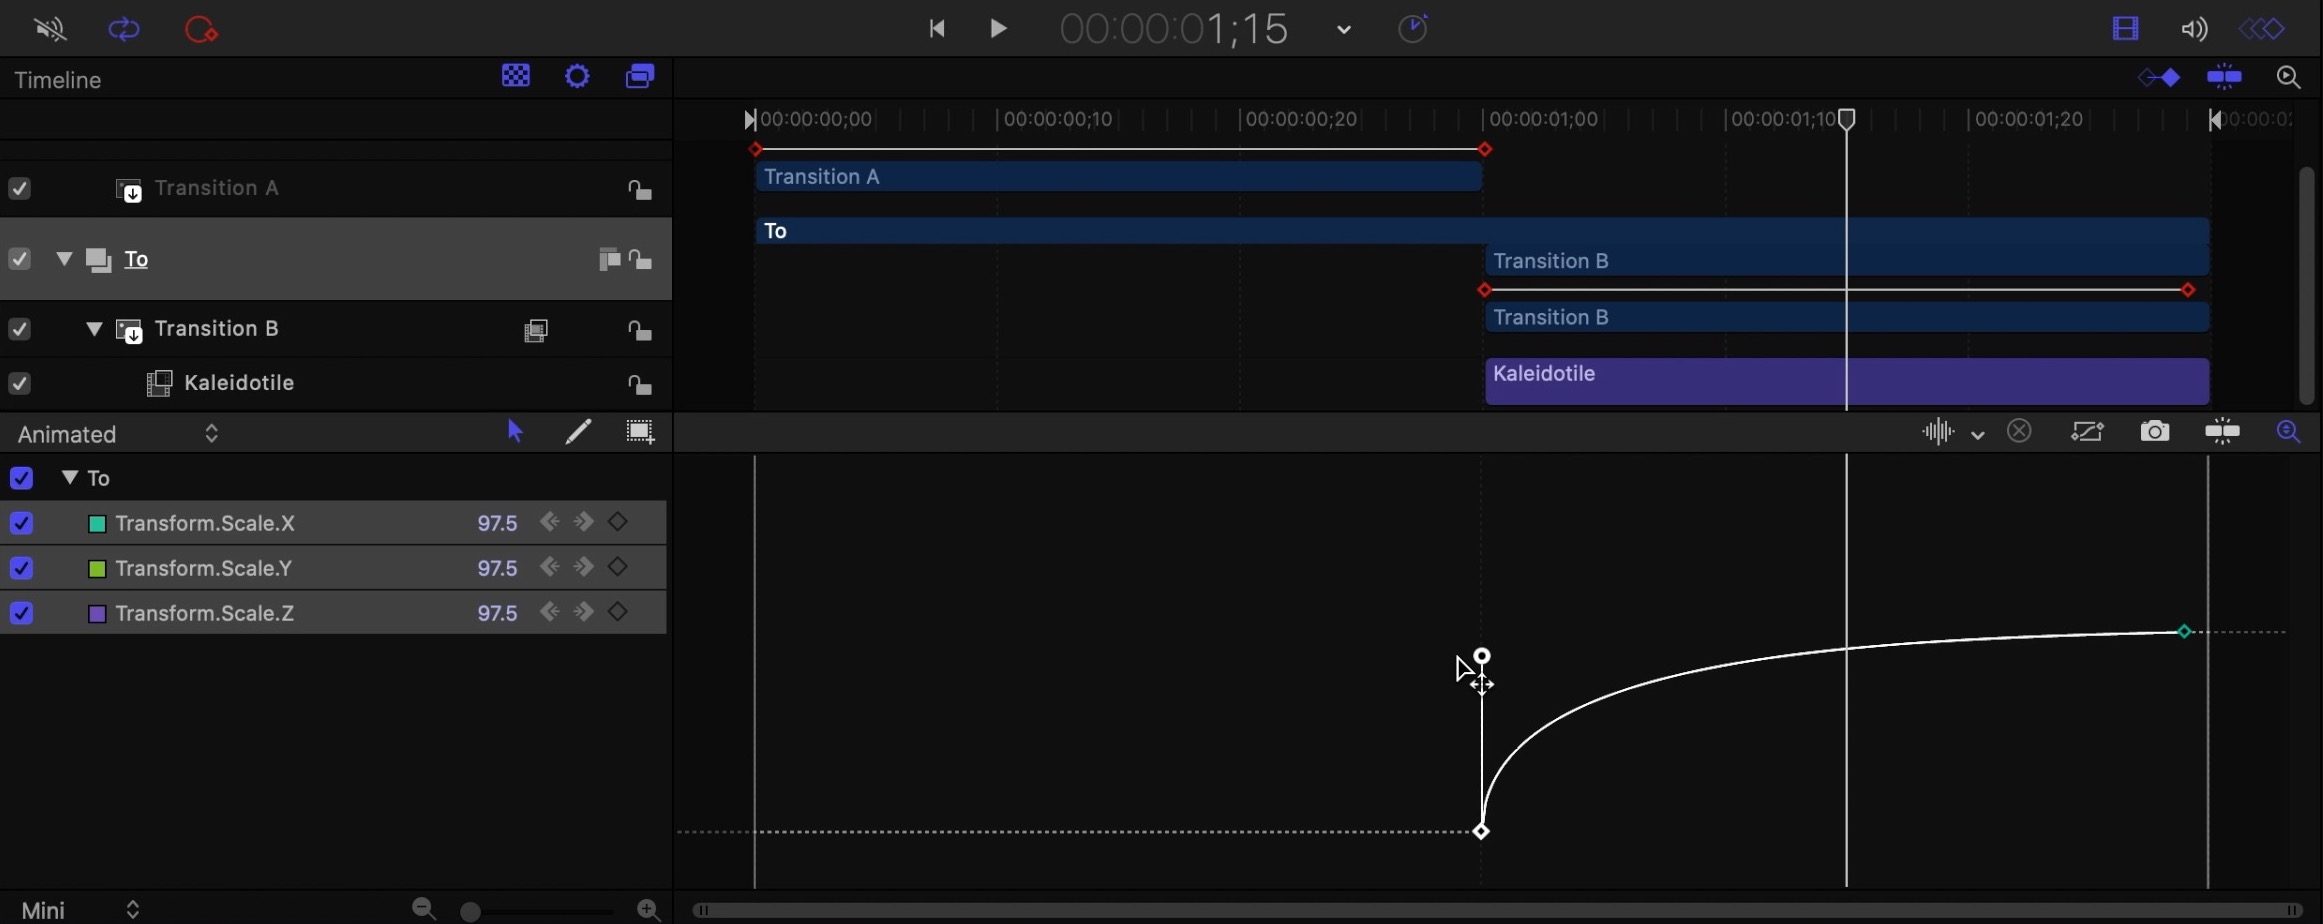 00:00:01;15
Timeline
00:00:00;00
00:00:00;10
00:00:00;20
00:00:01;00
00:00:01;10
00:00:01;20
00:00:02
Transition A
Transition A
To
To
Transition B
Transition B
Transition B
Kaleidotile
Kaleidotile
Animated
To
Transform.Scale.X 97.5
Transform.Scale.Y 97.5
Transform.Scale.Z 97.5
Mini